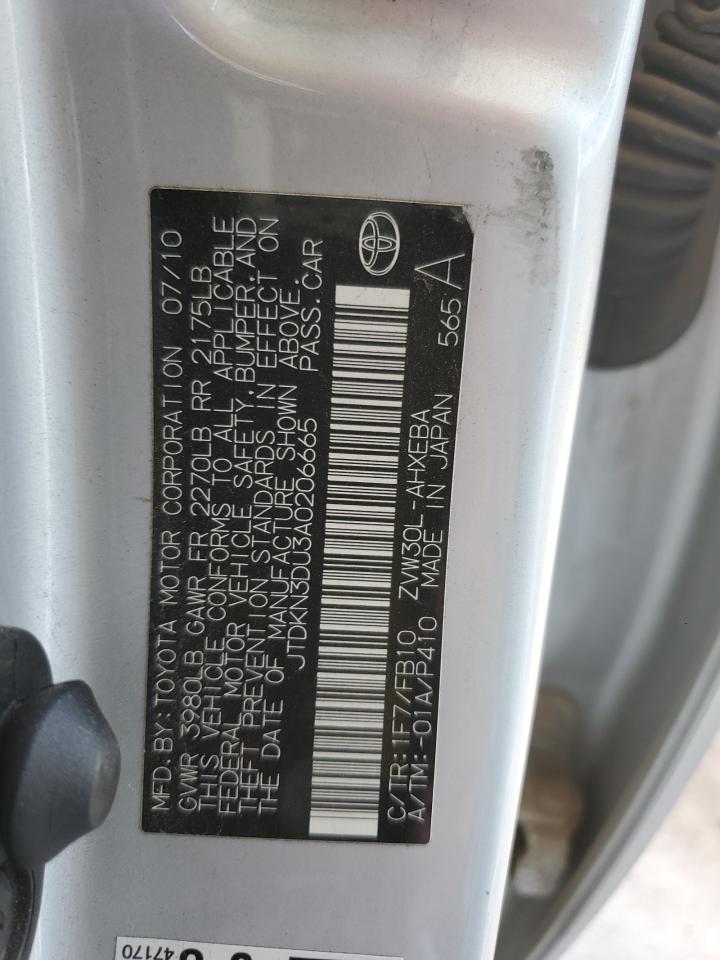 MFD. BY: TOYOTA MOTOR CORPORATION 07/10
GVWR 3980LB GAWR FR 2270LB RR 2175LB
THIS VEHICLE CONFORMS TO ALL APPLICABLE
FEDERAL MOTOR VEHICLE SAFETY, BUMPER, AND
THEFT PREVENTION STANDARDS IN EFFECT ON
THE DATE OF MANUFACTURE SHOWN ABOVE.
JTDKN3DU3A0206665 PASS. CAR
C/TR: 1F7/FB10 ZVW30L-AHXEBA
A/TM: -01A/P410 MADE IN JAPAN 565 A
47170